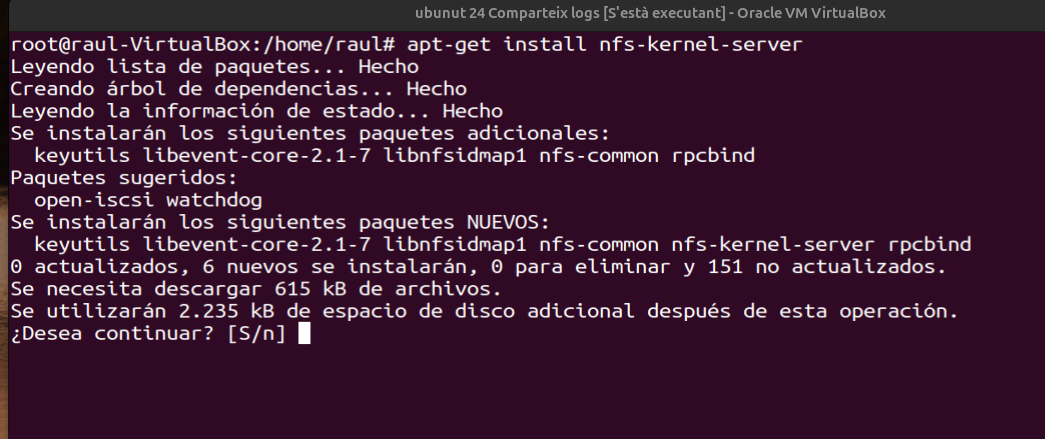 ubunut 24 Comparteix logs [S'està executant] - Oracle VM VirtualBox
root@raul-VirtualBox:/home/raul# apt-get install nfs-kernel-server
Leyendo lista de paquetes... Hecho
Creando árbol de dependencias... Hecho
Leyendo la información de estado... Hecho
Se instalarán los siguientes paquetes adicionales:
  keyutils libevent-core-2.1-7 libnfsidmap1 nfs-common rpcbind
Paquetes sugeridos:
  open-iscsi watchdog
Se instalarán los siguientes paquetes NUEVOS:
  keyutils libevent-core-2.1-7 libnfsidmap1 nfs-common nfs-kernel-server rpcbind
0 actualizados, 6 nuevos se instalarán, 0 para eliminar y 151 no actualizados.
Se necesita descargar 615 kB de archivos.
Se utilizarán 2.235 kB de espacio de disco adicional después de esta operación.
¿Desea continuar? [S/n]